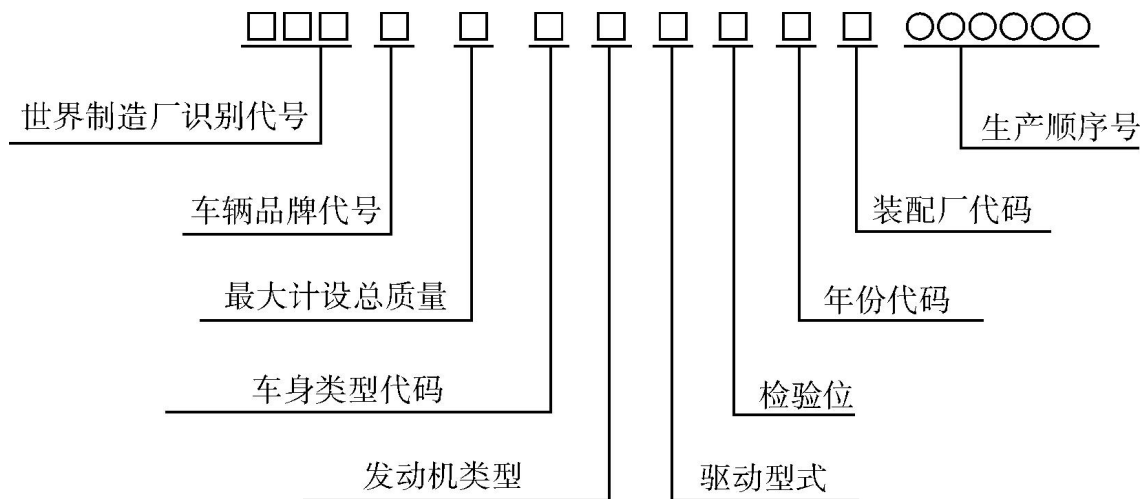 世界制造厂识别代号
生产顺序号
车辆品牌代号
装配厂代码
最大计设总质量
年份代码
车身类型代码
检验位
发动机类型
驱动型式